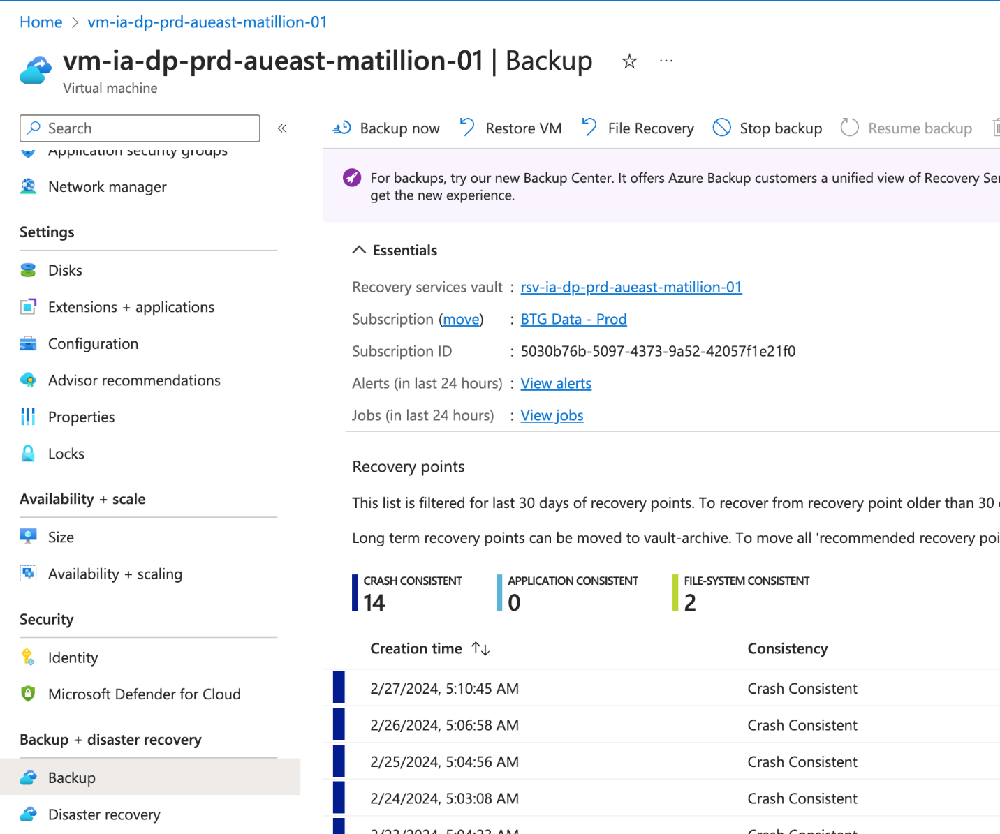 Home > vm-ia-dp-prd-aueast-matillion-01
vm-ia-dp-prd-aueast-matillion-01 | Backup
Virtual machine
Search
Application security groups
Network manager
Settings
Disks
Extensions + applications
Configuration
Advisor recommendations
Properties
Locks
Availability + scale
Size
Availability + scaling
Security
Identity
Microsoft Defender for Cloud
Backup + disaster recovery
Backup
Disaster recovery
Backup now Restore VM File Recovery Stop backup Resume backup
For backups, try our new Backup Center. It offers Azure Backup customers a unified view of Recovery Ser
get the new experience.
Essentials
Recovery services vault : rsv-ia-dp-prd-aueast-matillion-01
Subscription (move) : BTG Data - Prod
Subscription ID : 5030b76b-5097-4373-9a52-42057f1e21f0
Alerts (in last 24 hours) : View alerts
Jobs (in last 24 hours) : View jobs
Recovery points
This list is filtered for last 30 days of recovery points. To recover from recovery point older than 30
Long term recovery points can be moved to vault-archive. To move all 'recommended recovery poi
CRASH CONSISTENT APPLICATION CONSISTENT FILE-SYSTEM CONSISTENT
14 0 2
Creation time Consistency
2/27/2024, 5:10:45 AM Crash Consistent
2/26/2024, 5:06:58 AM Crash Consistent
2/25/2024, 5:04:56 AM Crash Consistent
2/24/2024, 5:03:08 AM Crash Consistent
2/23/2024, 5:04:23 AM Crash Consistent